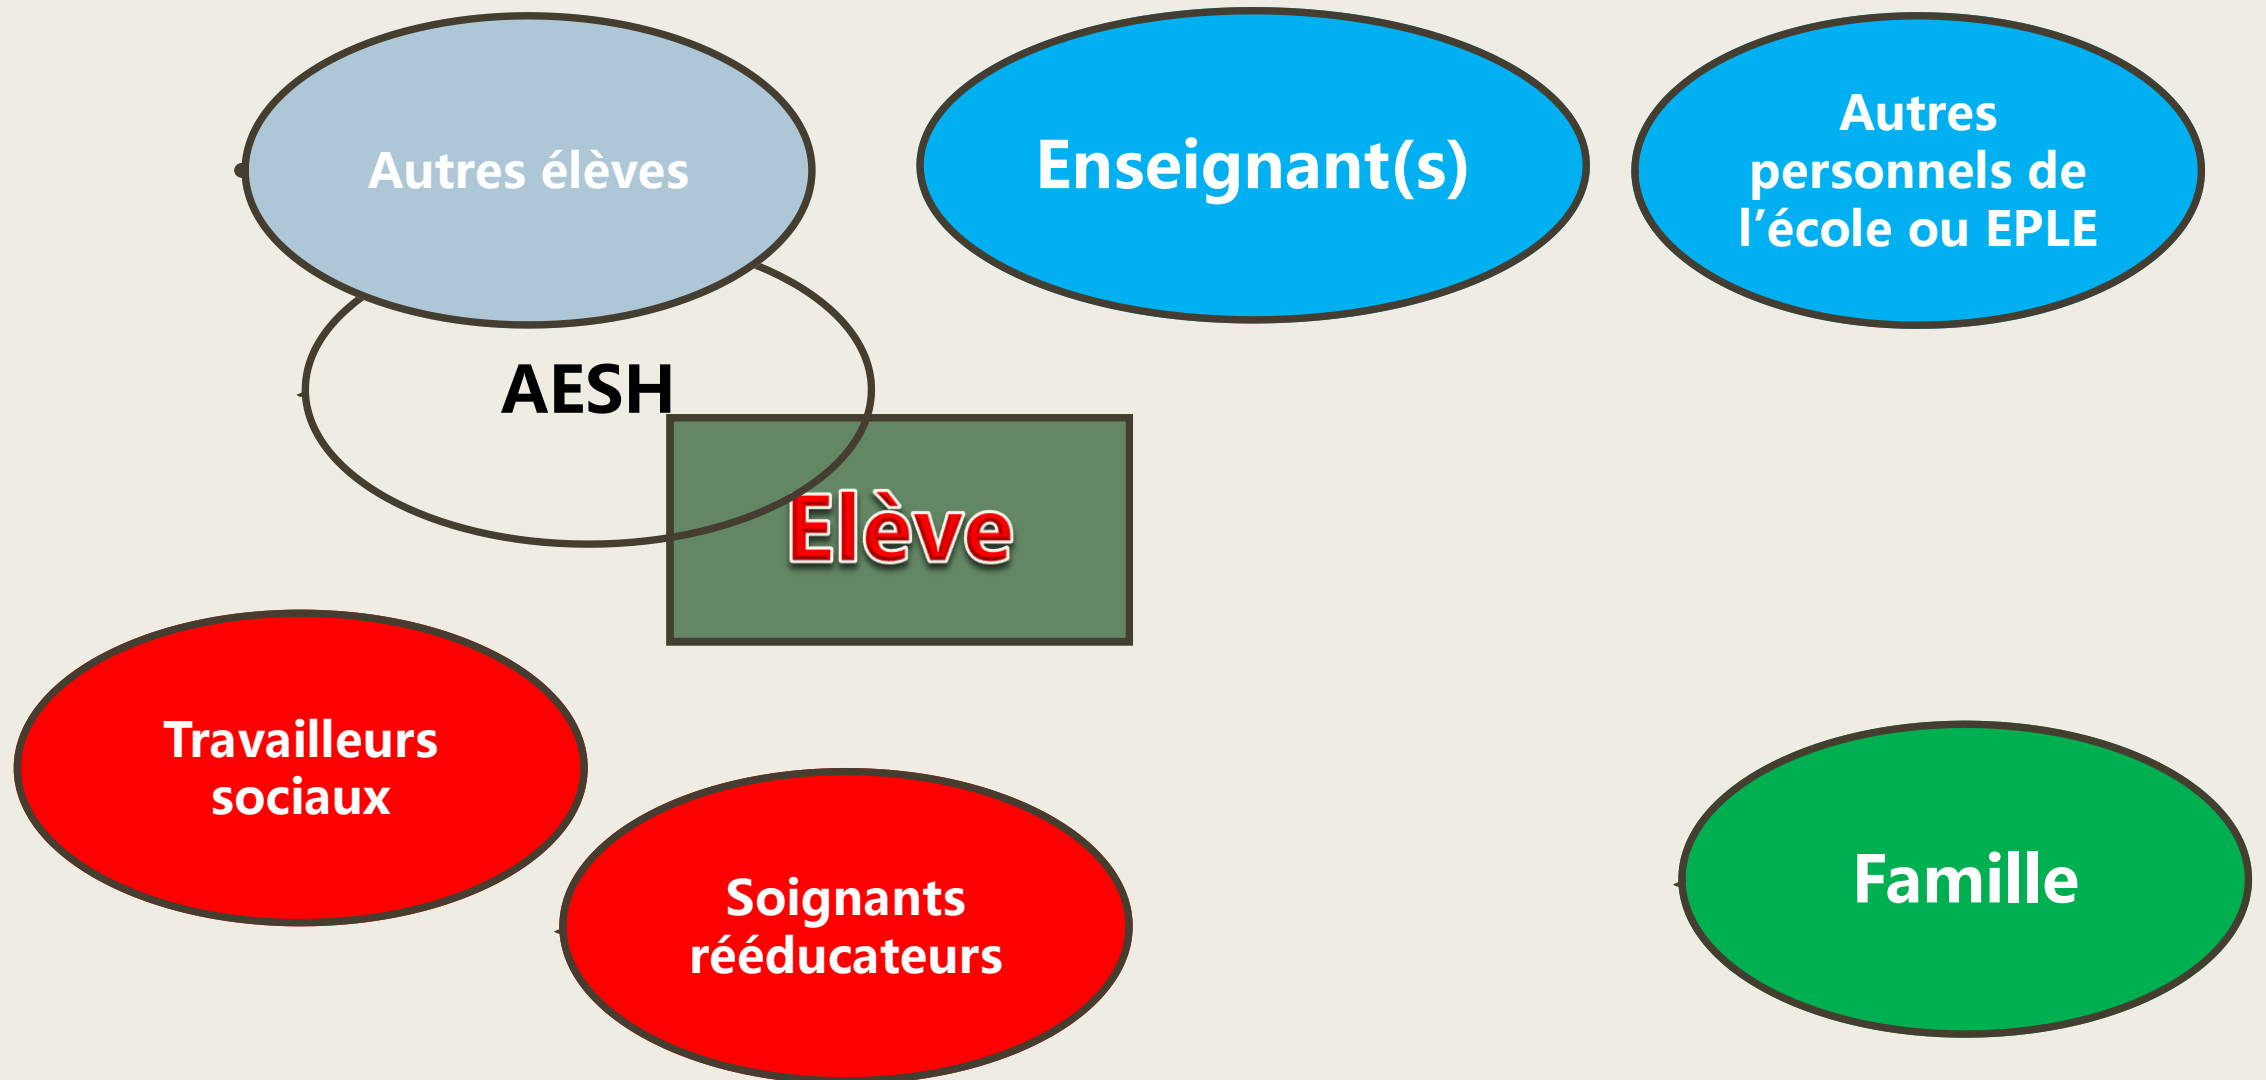 Autres élèves
Enseignant(s)
Autres
personnels de
l’école ou EPLE
AESH
Elève
Travailleurs
sociaux
Soignants
rééducateurs
Famille